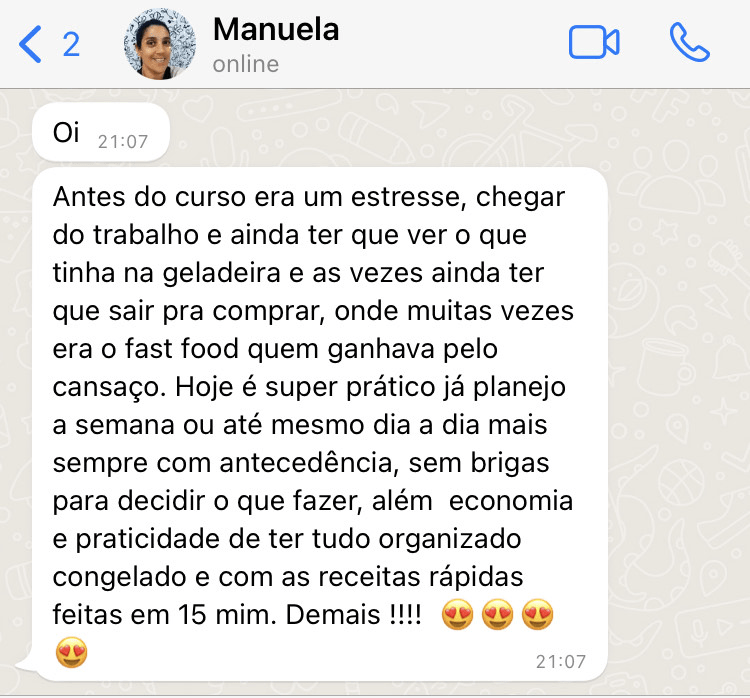 2
Manuela
online
Oi 21:07
Antes do curso era um estresse, chegar
do trabalho e ainda ter que ver o que
tinha na geladeira e as vezes ainda ter
que sair pra comprar, onde muitas vezes
era o fast food quem ganhava pelo
cansaço. Hoje é super prático já planejo
a semana ou até mesmo dia a dia mais
sempre com antecedência, sem brigas
para decidir o que fazer, além  economia
e praticidade de ter tudo organizado
congelado e com as receitas rápidas
feitas em 15 mim. Demais !!!! 😍😍😍
😍 21:07